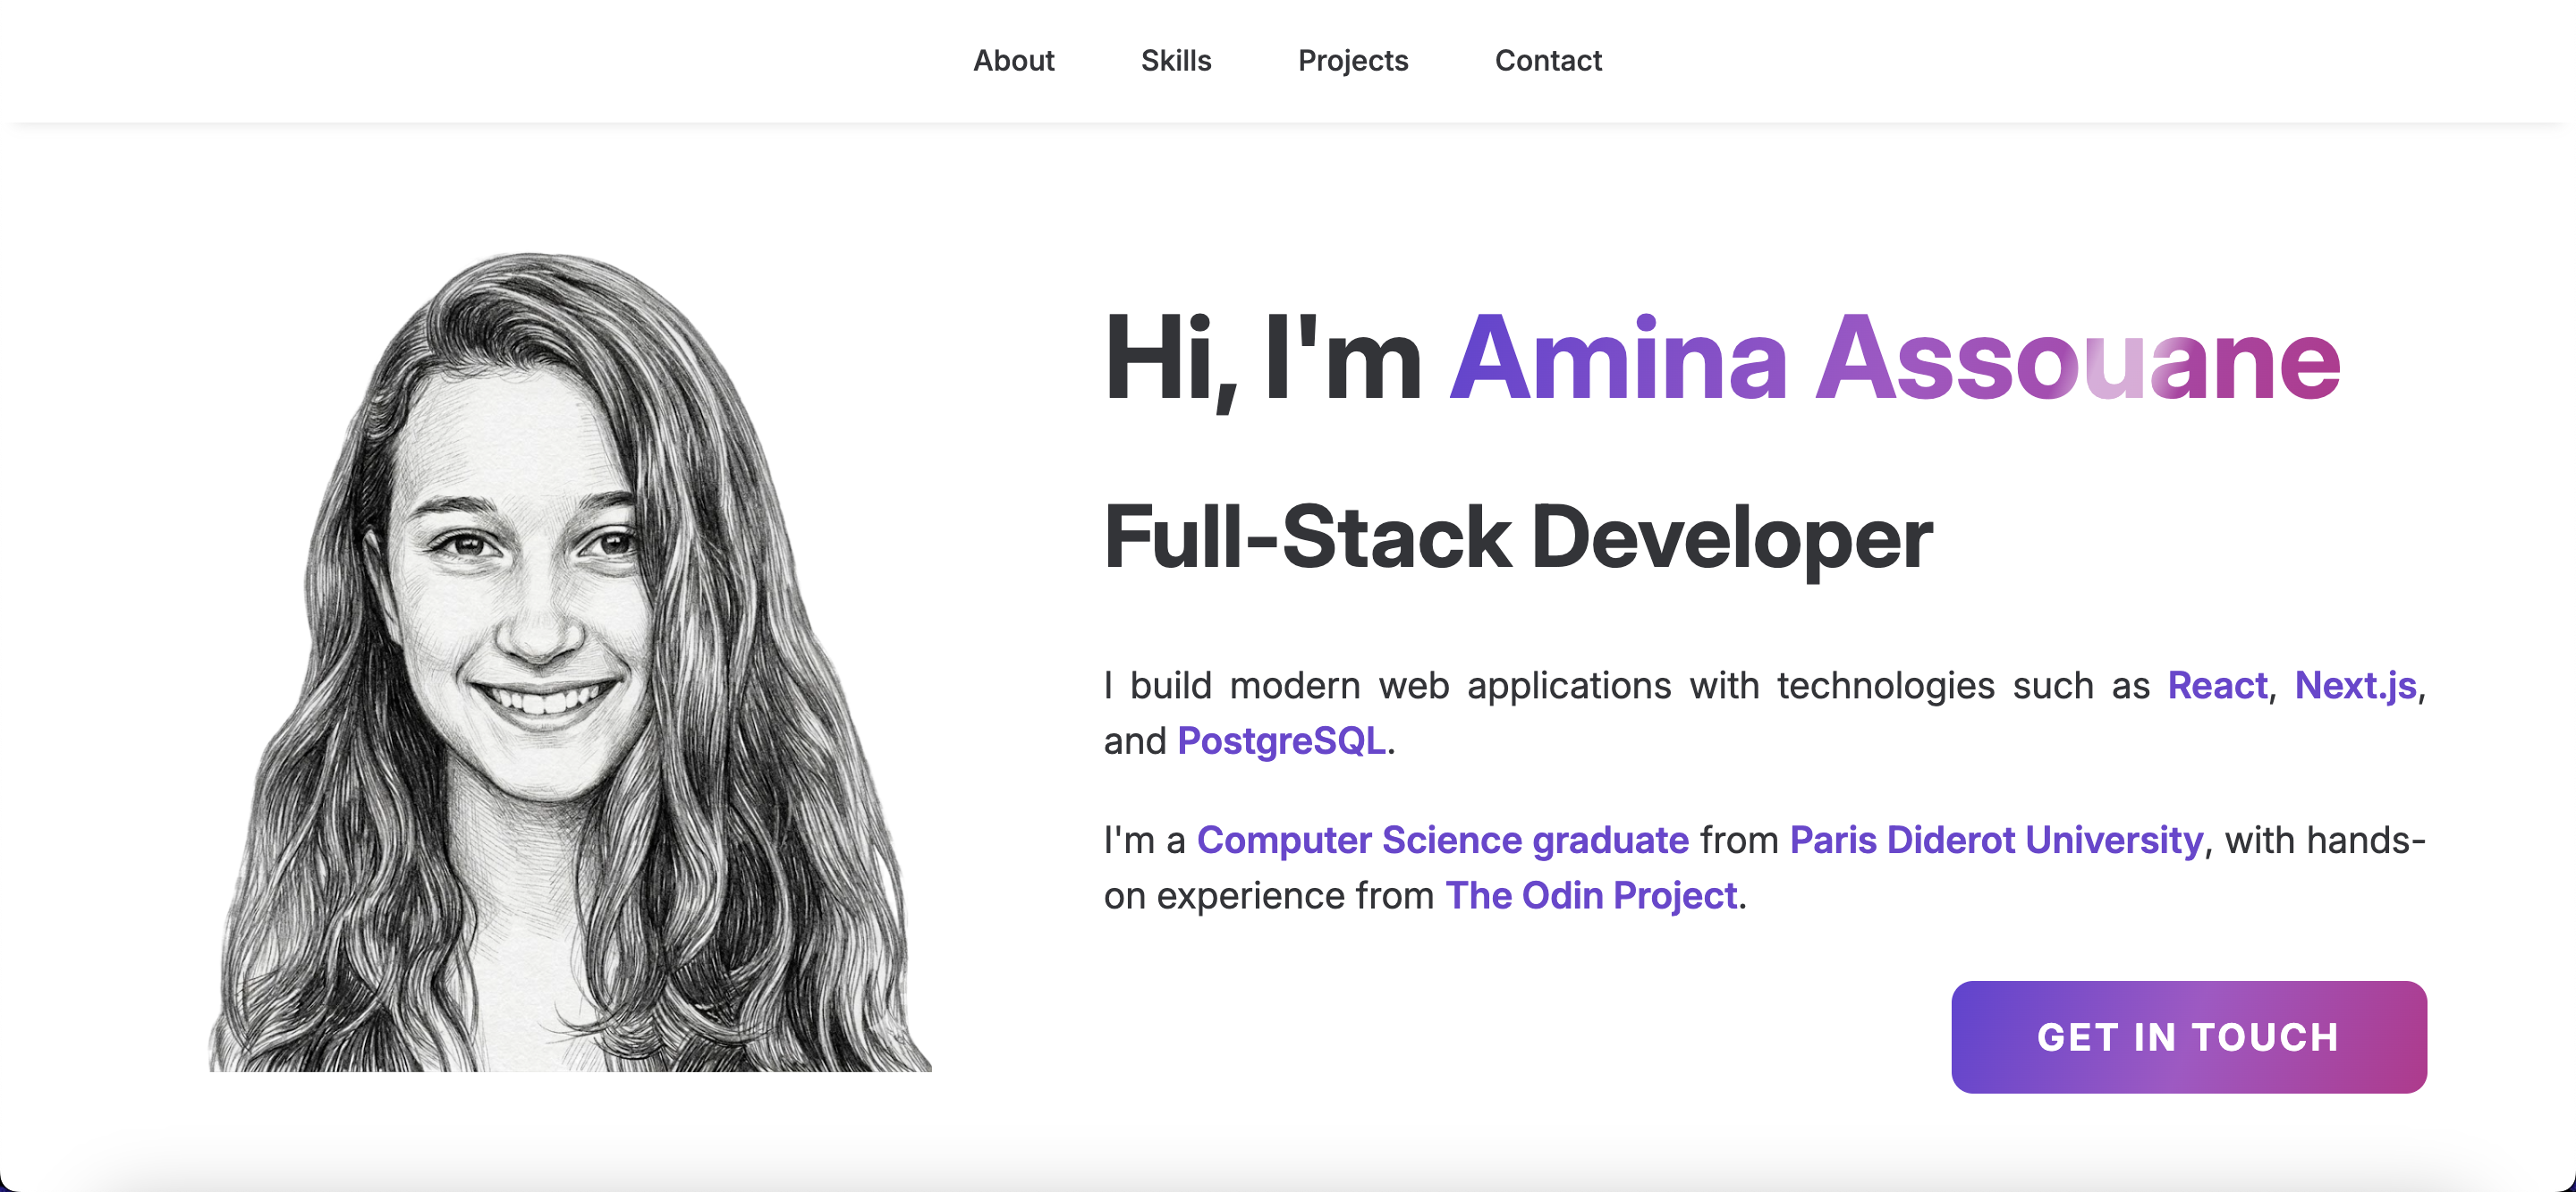 About Skills Projects Contact
Hi, I'm Amina Assouane
Full-Stack Developer
I build modern web applications with technologies such as React, Next.js,
and PostgreSQL.
I'm a Computer Science graduate from Paris Diderot University, with hands-
on experience from The Odin Project.
GET IN TOUCH